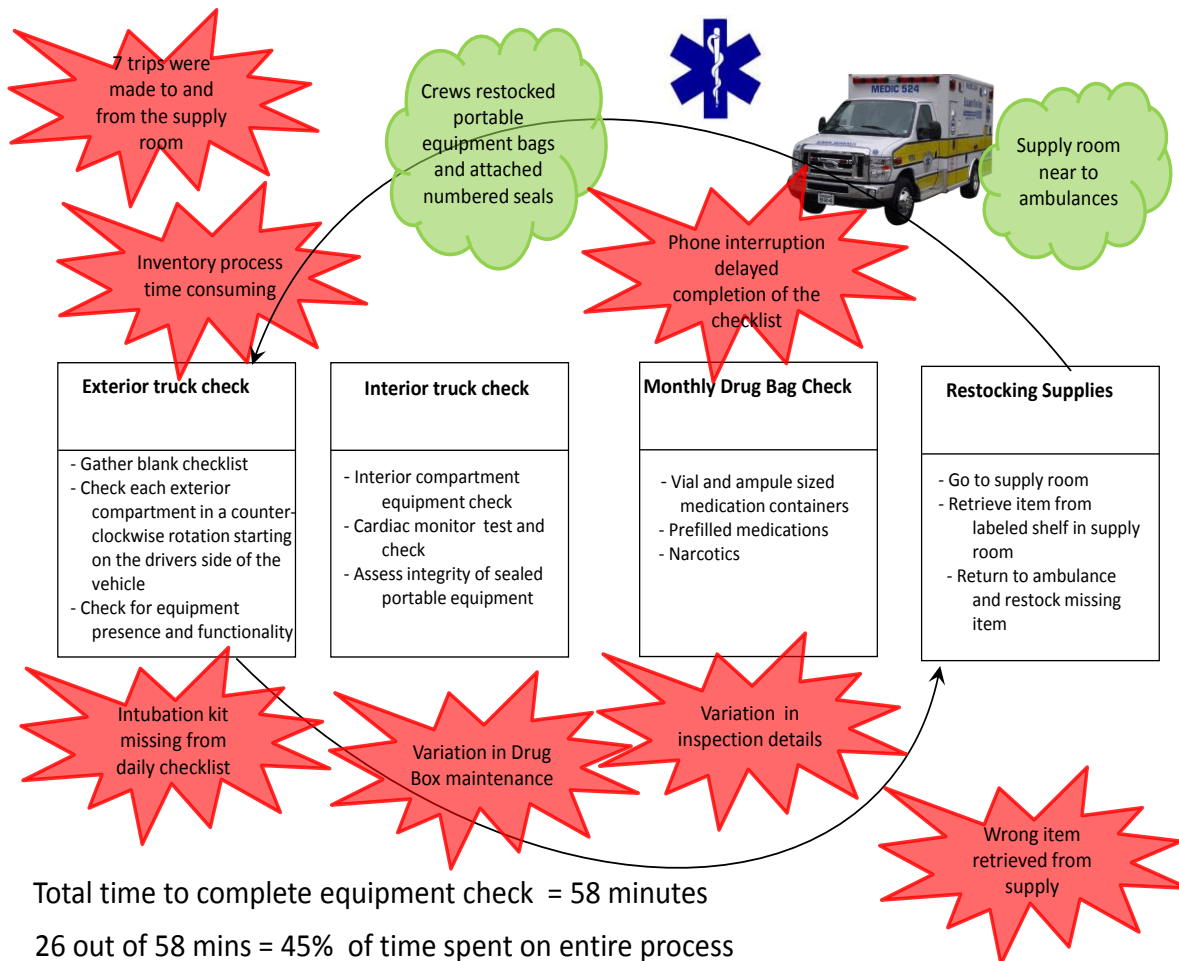 7 trips were
made to and
from the supply
room
Crews restocked
portable
equipment bags
and attached
numbered seals
MEDIC 524
Supply room
near to
ambulances
Inventory process
time consuming
Phone interruption
delayed
completion of the
checklist
Exterior truck check
- Gather blank checklist
- Check each exterior
compartment in a counter-
clockwise rotation starting
on the drivers side of the
vehicle
- Check for equipment
presence and functionality
Interior truck check
- Interior compartment
equipment check
- Cardiac monitor test and
check
- Assess integrity of sealed
portable equipment
Monthly Drug Bag Check
- Vial and ampule sized
medication containers
- Prefilled medications
- Narcotics
Restocking Supplies
- Go to supply room
- Retrieve item from
labeled shelf in supply
room
- Return to ambulance
and restock missing
item
Intubation kit
missing from
daily checklist
Variation in Drug
Box maintenance
Variation in
inspection details
Wrong item
retrieved from
supply
Total time to complete equipment check = 58 minutes
26 out of 58 mins = 45% of time spent on entire process